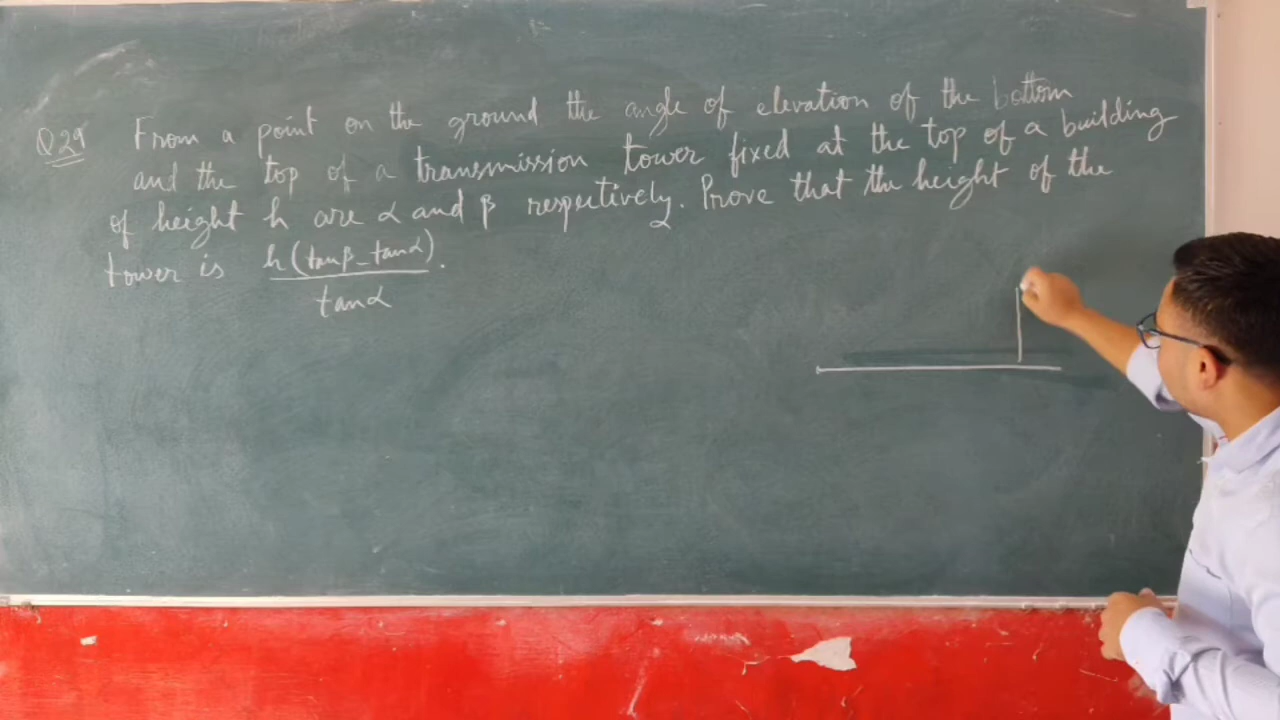 Q 29 From a point on the ground the angle of elevation of the bottom
and the top of a transmission tower fixed at the top of a building
of height h are α and β respectively. Prove that the height of the
tower is h(tanβ-tanα)/tanα.